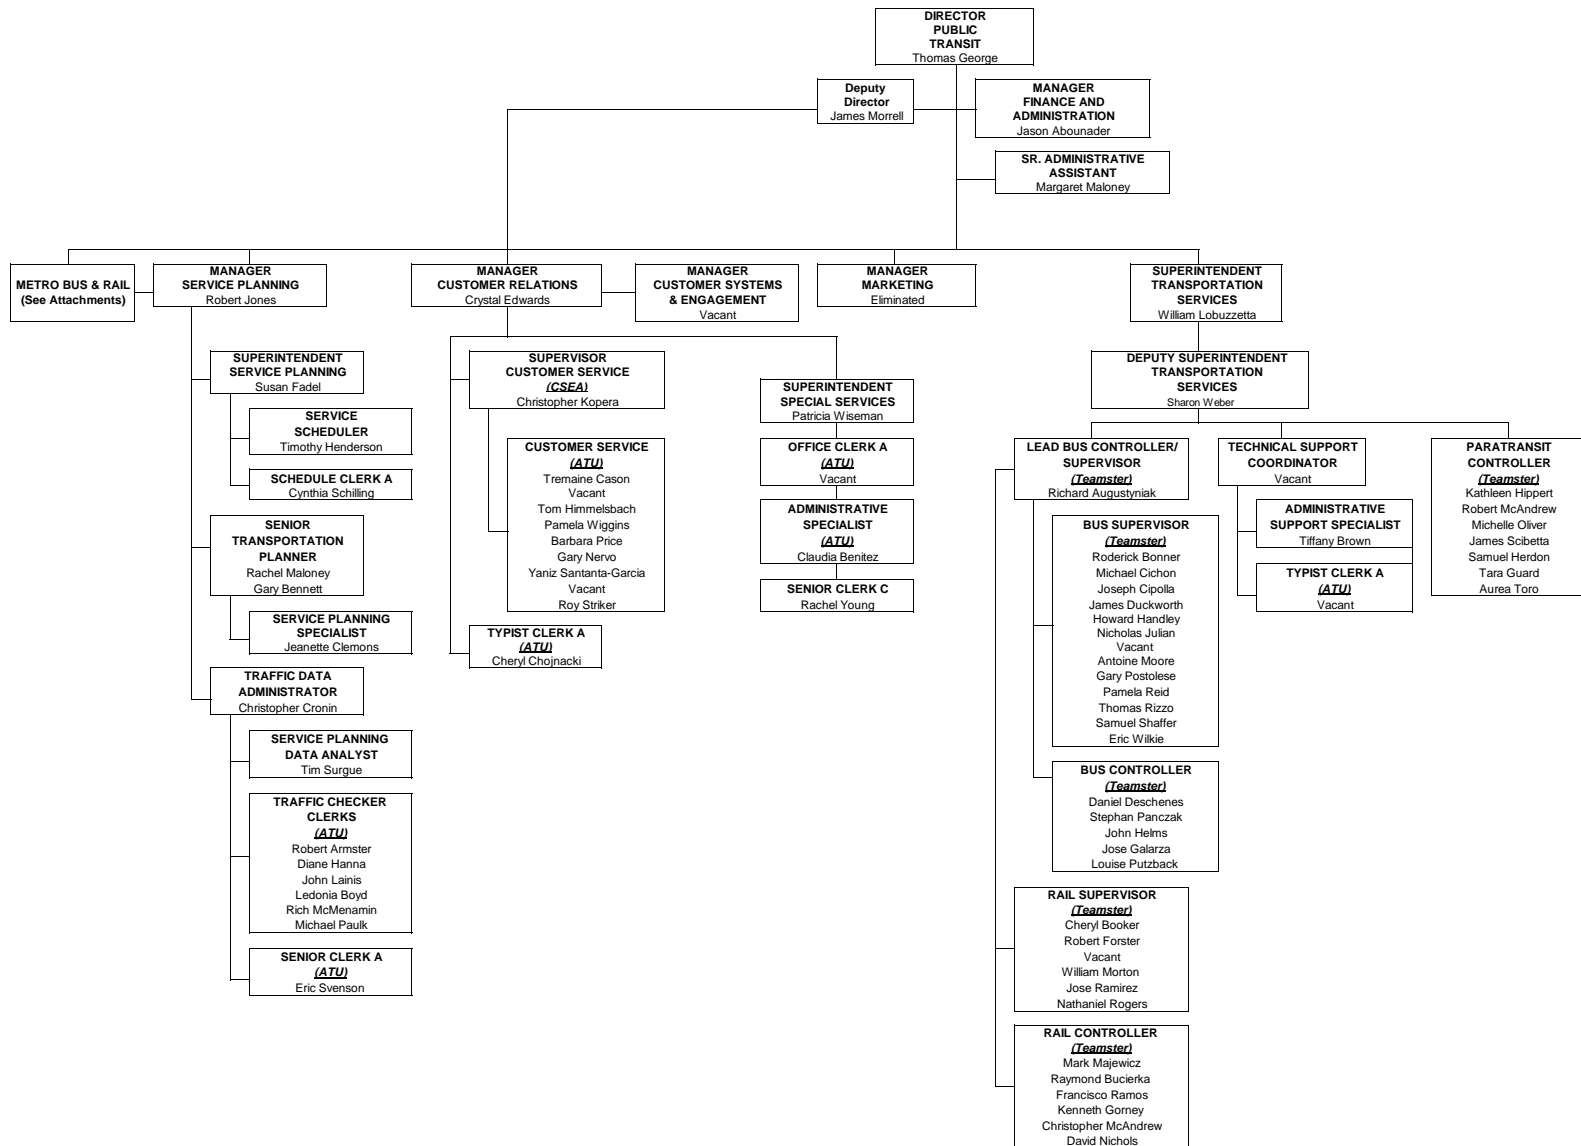 DIRECTOR
PUBLIC
TRANSIT
Thomas George
Deputy
Director
James Morrell
MANAGER
FINANCE AND
ADMINISTRATION
Jason Abounader
SR. ADMINISTRATIVE
ASSISTANT
Margaret Maloney
METRO BUS & RAIL
(See Attachments)
MANAGER
SERVICE PLANNING
Robert Jones
MANAGER
CUSTOMER RELATIONS
Crystal Edwards
MANAGER
CUSTOMER SYSTEMS
& ENGAGEMENT
Vacant
MANAGER
MARKETING
Eliminated
SUPERINTENDENT
TRANSPORTATION
SERVICES
William Lobuzzetta
SUPERINTENDENT
SERVICE PLANNING
Susan Fadel
SERVICE
SCHEDULER
Timothy Henderson
SCHEDULE CLERK A
Cynthia Schilling
SENIOR
TRANSPORTATION
PLANNER
Rachel Maloney
Gary Bennett
SERVICE PLANNING
SPECIALIST
Jeanette Clemons
TRAFFIC DATA
ADMINISTRATOR
Christopher Cronin
SERVICE PLANNING
DATA ANALYST
Tim Surgue
TRAFFIC CHECKER
CLERKS
(ATU)
Robert Armster
Diane Hanna
John Lainis
Ledonia Boyd
Rich McMenamin
Michael Paulk
SENIOR CLERK A
(ATU)
Eric Svenson
SUPERVISOR
CUSTOMER SERVICE
(CSEA)
Christopher Kopera
CUSTOMER SERVICE
(ATU)
Tremaine Cason
Vacant
Tom Himmelsbach
Pamela Wiggins
Barbara Price
Gary Nervo
Yaniz Santanta-Garcia
Vacant
Roy Striker
TYPIST CLERK A
(ATU)
Cheryl Chojnacki
SUPERINTENDENT
SPECIAL SERVICES
Patricia Wiseman
OFFICE CLERK A
(ATU)
Vacant
ADMINISTRATIVE
SPECIALIST
(ATU)
Claudia Benitez
SENIOR CLERK C
Rachel Young
DEPUTY SUPERINTENDENT
TRANSPORTATION
SERVICES
Sharon Weber
LEAD BUS CONTROLLER/
SUPERVISOR
(Teamster)
Richard Augustyniak
BUS SUPERVISOR
(Teamster)
Roderick Bonner
Michael Cichon
Joseph Cipolla
James Duckworth
Howard Handley
Nicholas Julian
Vacant
Antoine Moore
Gary Postolese
Pamela Reid
Thomas Rizzo
Samuel Shaffer
Eric Wilkie
BUS CONTROLLER
(Teamster)
Daniel Deschenes
Stephan Panczak
John Helms
Jose Galarza
Louise Putzback
RAIL SUPERVISOR
(Teamster)
Cheryl Booker
Robert Forster
Vacant
William Morton
Jose Ramirez
Nathaniel Rogers
RAIL CONTROLLER
(Teamster)
Mark Majewicz
Raymond Bucierka
Francisco Ramos
Kenneth Gorney
Christopher McAndrew
David Nichols
TECHNICAL SUPPORT
COORDINATOR
Vacant
ADMINISTRATIVE
SUPPORT SPECIALIST
Tiffany Brown
TYPIST CLERK A
(ATU)
Vacant
PARATRANSIT
CONTROLLER
(Teamster)
Kathleen Hippert
Robert McAndrew
Michelle Oliver
James Scibetta
Samuel Herdon
Tara Guard
Aurea Toro